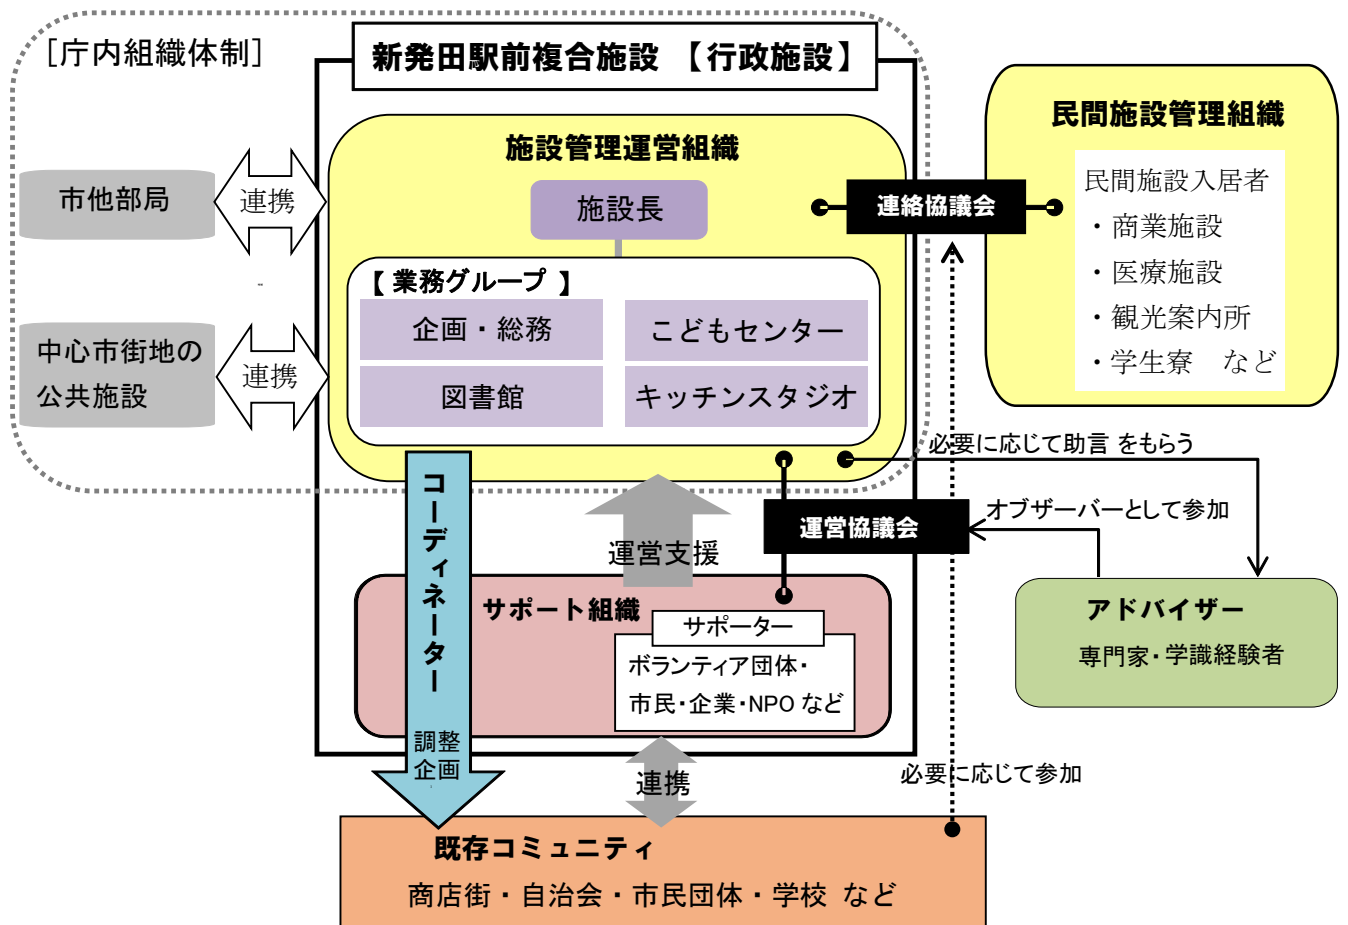 [庁内組織体制]
新発田駅前複合施設 【行政施設】
施設管理運営組織
施設長
【 業務グループ 】
企画・総務
こどもセンター
図書館
キッチンスタジオ
市他部局
連携
中心市街地の
公共施設
連携
連絡協議会
民間施設管理組織
民間施設入居者
・商業施設
・医療施設
・観光案内所
・学生寮　など
必要に応じて助言 をもらう
オブザーバーとして参加
運営協議会
アドバイザー
専門家・学識経験者
コーディネーター
調整
企画
運営支援
サポート組織
サポーター
ボランティア団体・
市民・企業・NPO など
連携
必要に応じて参加
既存コミュニティ
商店街・自治会・市民団体・学校 など